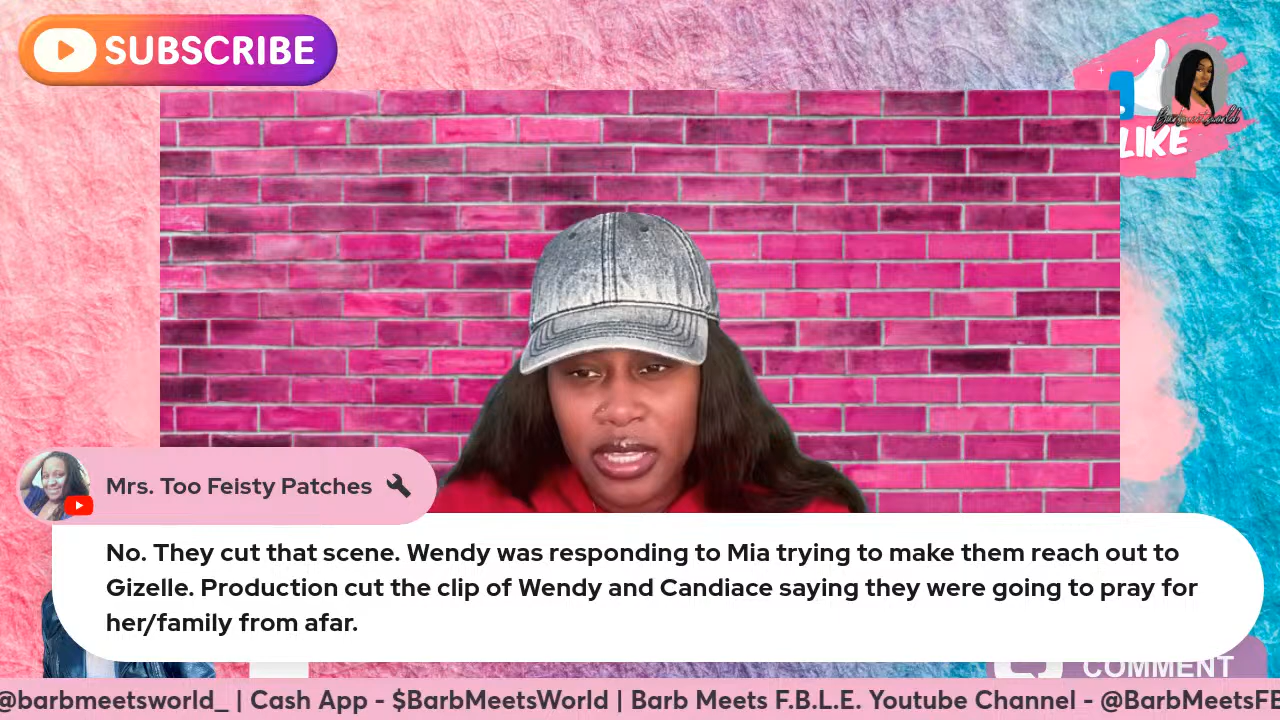 SUBSCRIBE
LIKE
Mrs. Too Feisty Patches
No. They cut that scene. Wendy was responding to Mia trying to make them reach out to
Gizelle. Production cut the clip of Wendy and Candiace saying they were going to pray for
her/family from afar.
COMMENT
@barbmeetsworld_ | Cash App - $BarbMeetsWorld | Barb Meets F.B.L.E. Youtube Channel - @BarbMeetsFB